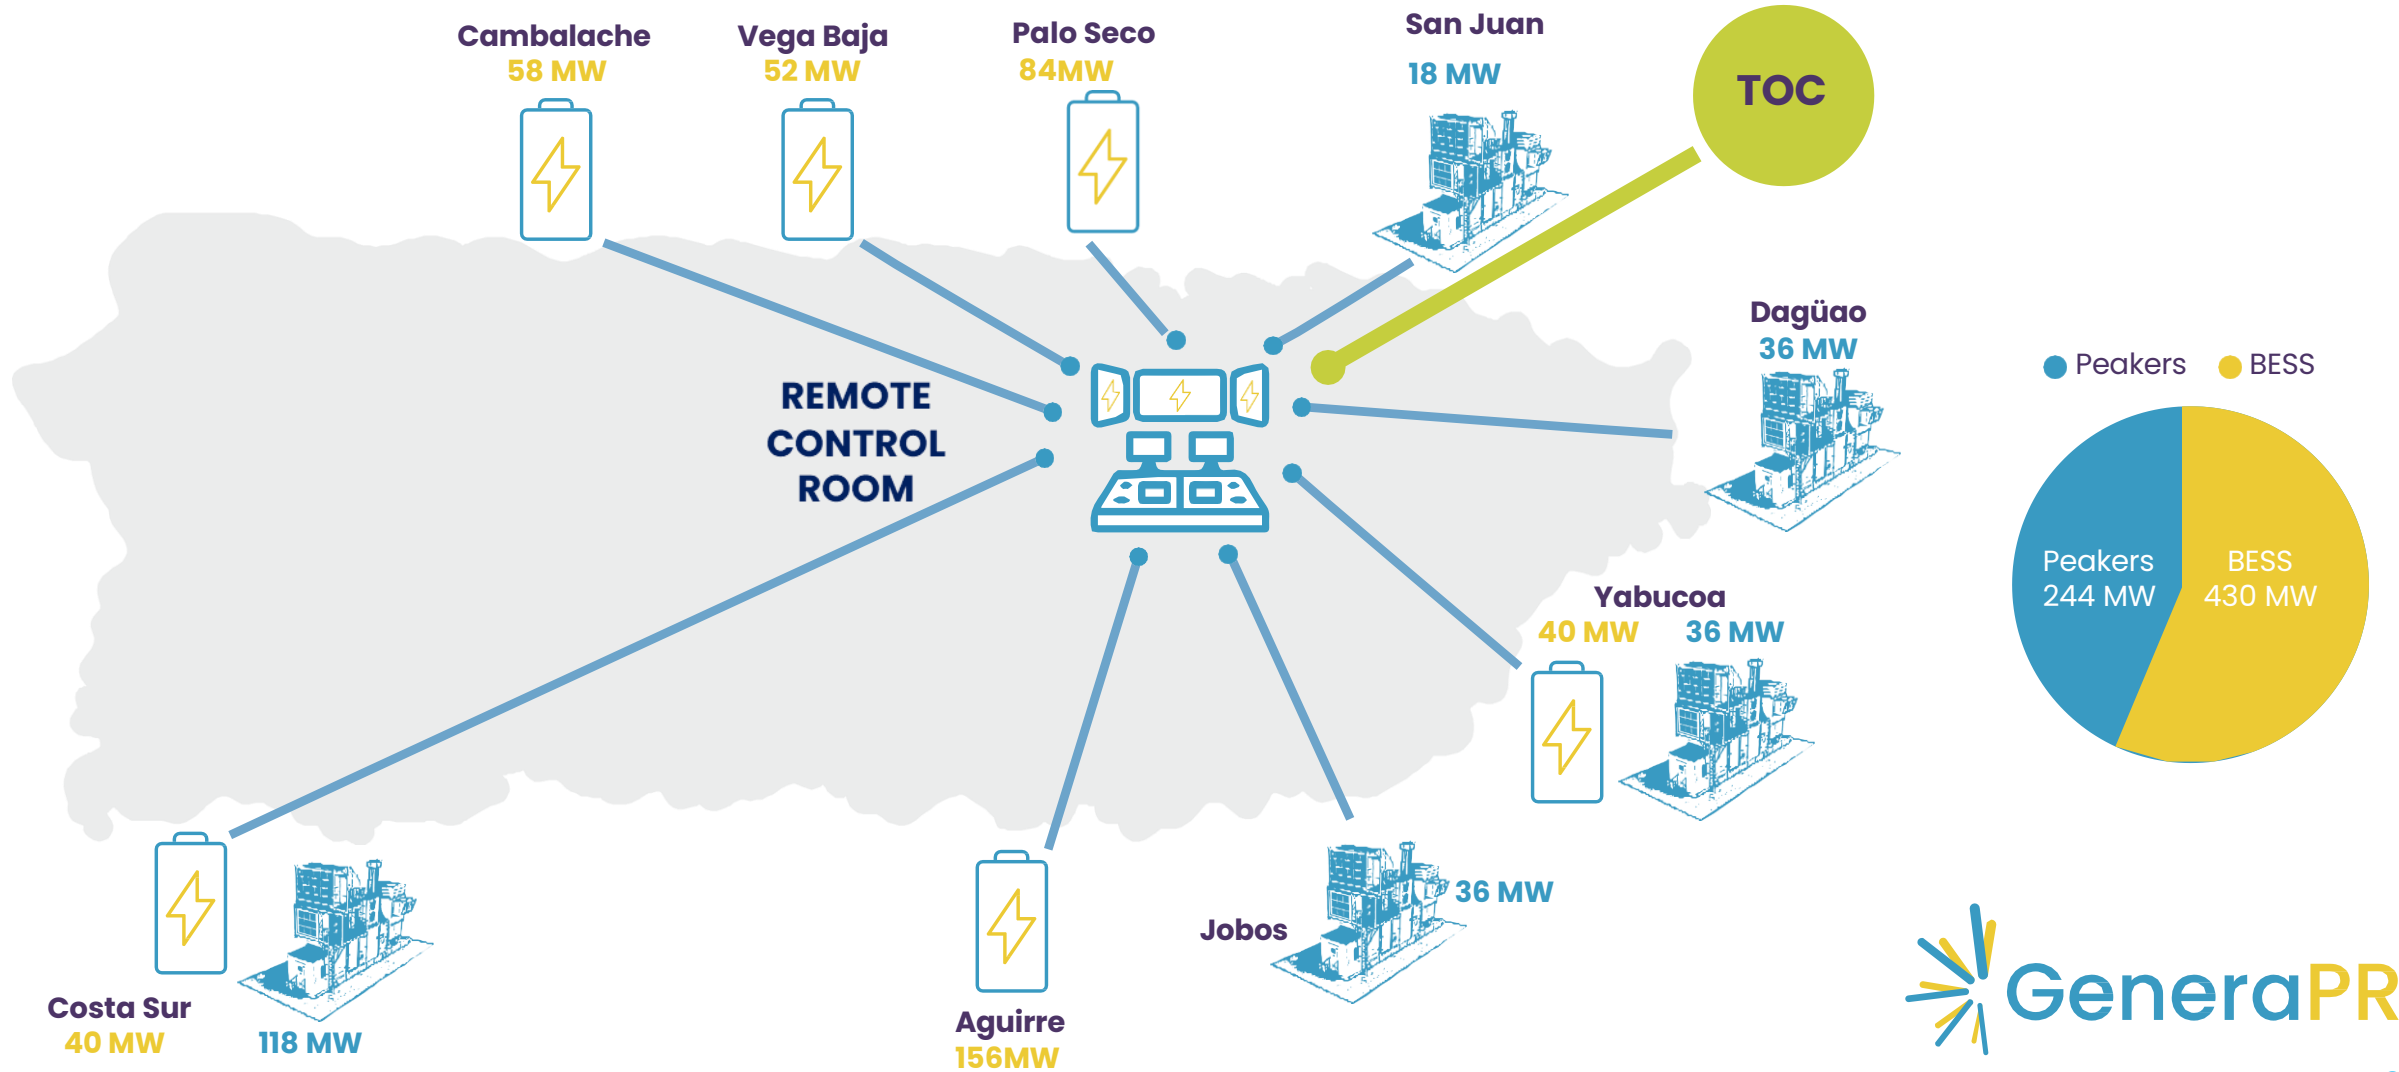 Cambalache
58 MW
Vega Baja
52 MW
Palo Seco
84MW
San Juan
18 MW
TOC
Dagüao
36 MW
Peakers
BESS
REMOTE
CONTROL
ROOM
Peakers
244 MW
BESS
430 MW
Yabucoa
40 MW
36 MW
Jobos
36 MW
Costa Sur
40 MW
118 MW
Aguirre
156MW
GeneraPR